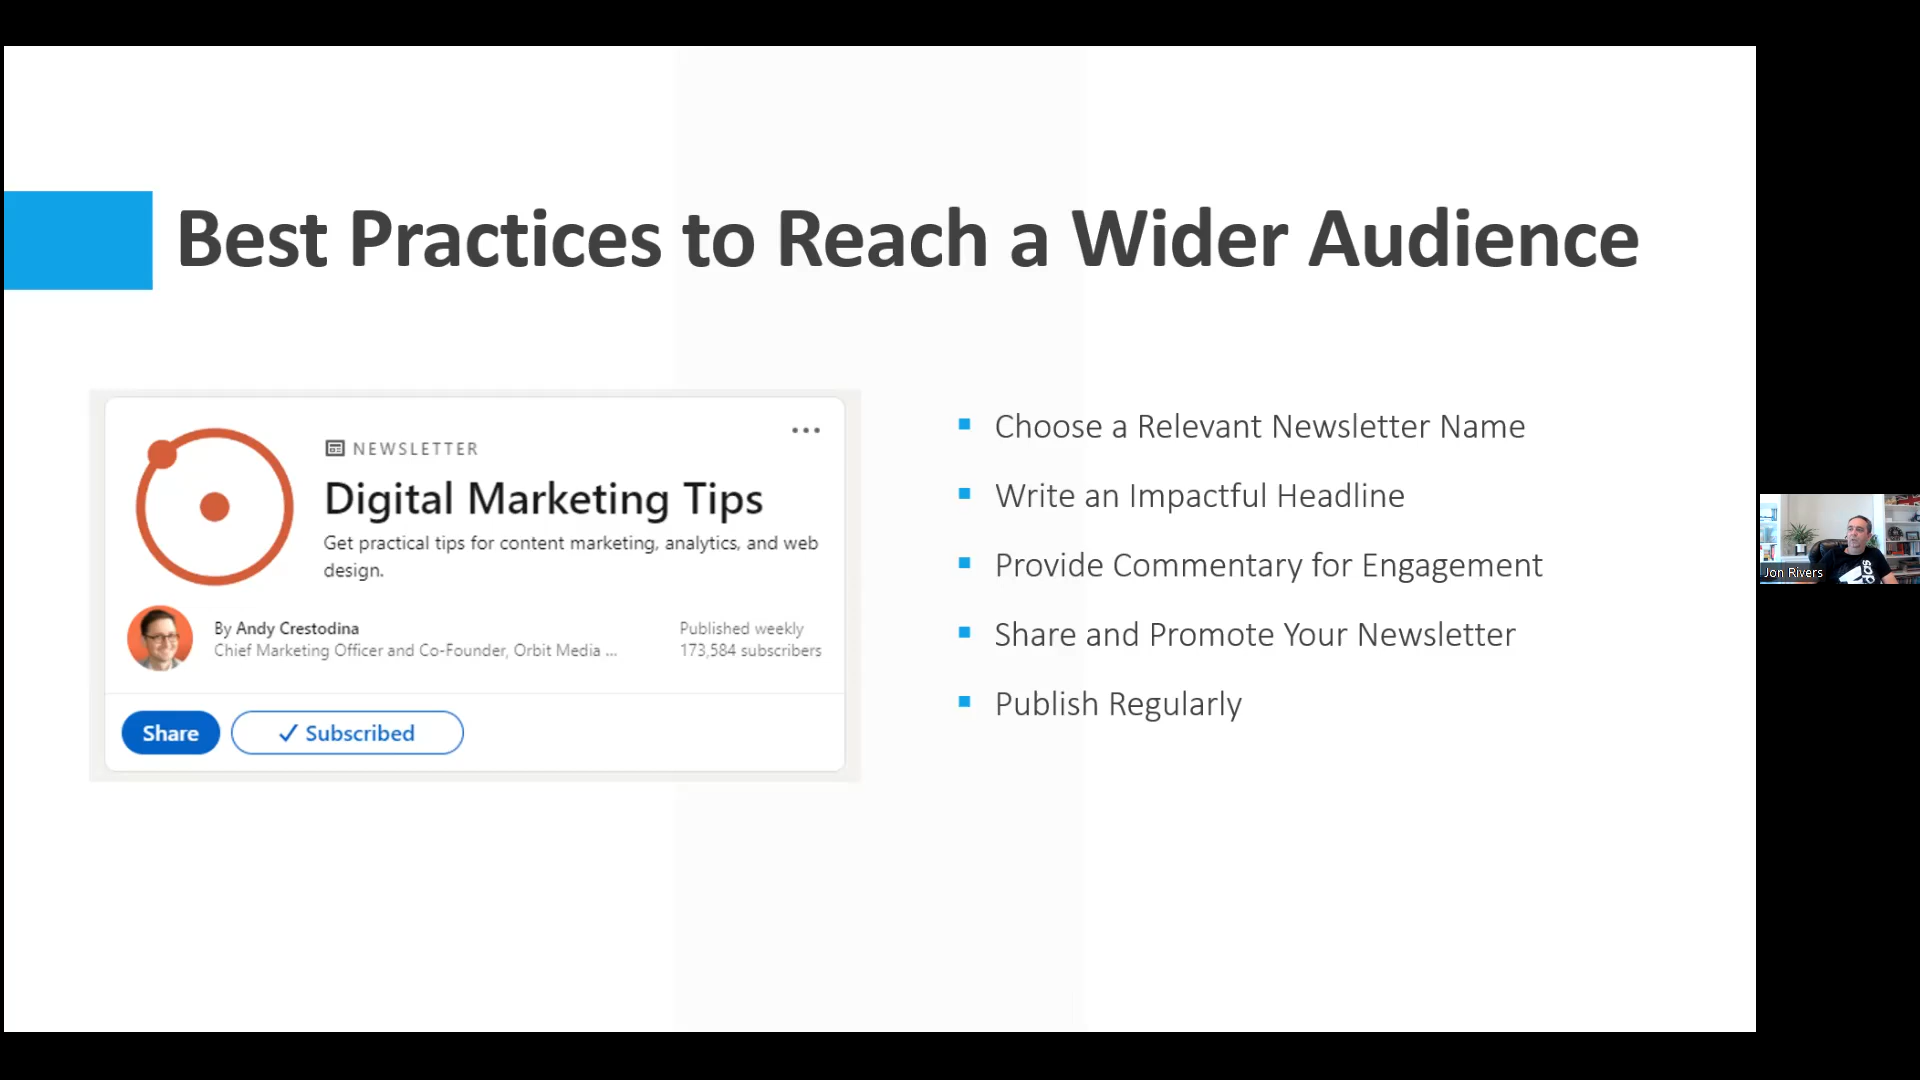 Best Practices to Reach a Wider Audience
NEWSLETTER
Digital Marketing Tips
Get practical tips for content marketing, analytics, and web
design.
By Andy Crestodina
Chief Marketing Officer and Co-Founder, Orbit Media ...
Published weekly
173,584 subscribers
Share
✓ Subscribed
Choose a Relevant Newsletter Name
Write an Impactful Headline
Provide Commentary for Engagement
Share and Promote Your Newsletter
Publish Regularly
Jon Rivers